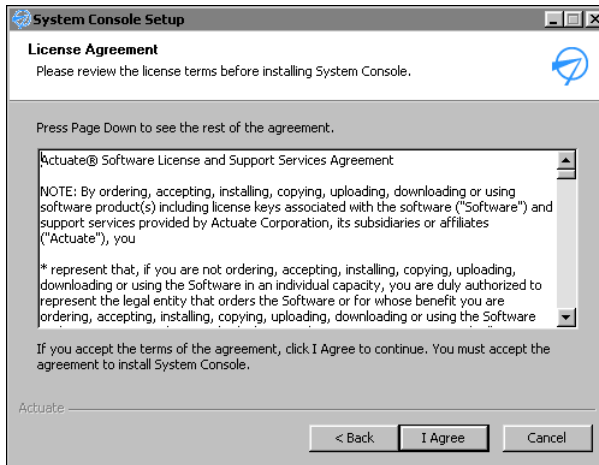 System Console Setup
License Agreement
Please review the license terms before installing System Console.
Press Page Down to see the rest of the agreement.
Actuate® Software License and Support Services Agreement
NOTE: By ordering, accepting, installing, copying, uploading, downloading or using
software product(s) including license keys associated with the software ("Software") and
support services provided by Actuate Corporation, its subsidiaries or affiliates
("Actuate"), you
* represent that, if you are not ordering, accepting, installing, copying, uploading,
downloading or using the Software in an individual capacity, you are duly authorized to
represent the legal entity that orders the Software or for whose benefit you are
ordering, accepting, installing, copying, uploading, downloading or using the Software
If you accept the terms of the agreement, click I Agree to continue. You must accept the
agreement to install System Console.
Actuate
< Back
I Agree
Cancel